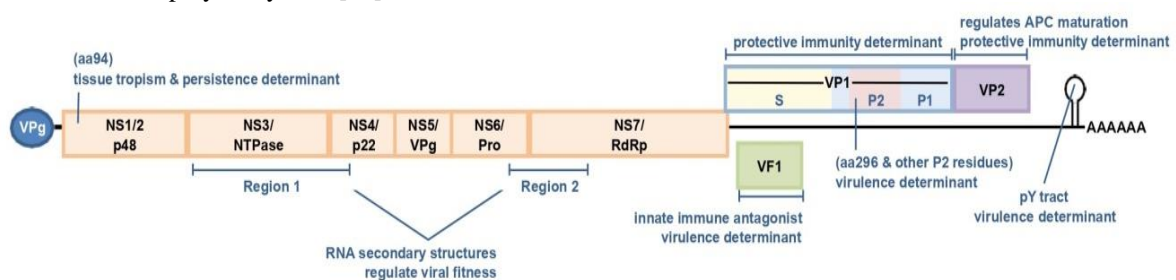 regulates APC maturation
protective immunity determinant
protective immunity determinant
(aa94)
tissue tropism & persistence determinant
VPg
NS1/2
p48
NS3/
NTPase
NS4/
p22
NS5/
VPg
NS6/
Pro
NS7/
RdRp
VP1
S
P2
P1
VP2
AAAAAA
Region 1
Region 2
VF1
(aa296 & other P2 residues)
virulence determinant
innate immune antagonist
virulence determinant
pY tract
virulence determinant
RNA secondary structures
regulate viral fitness